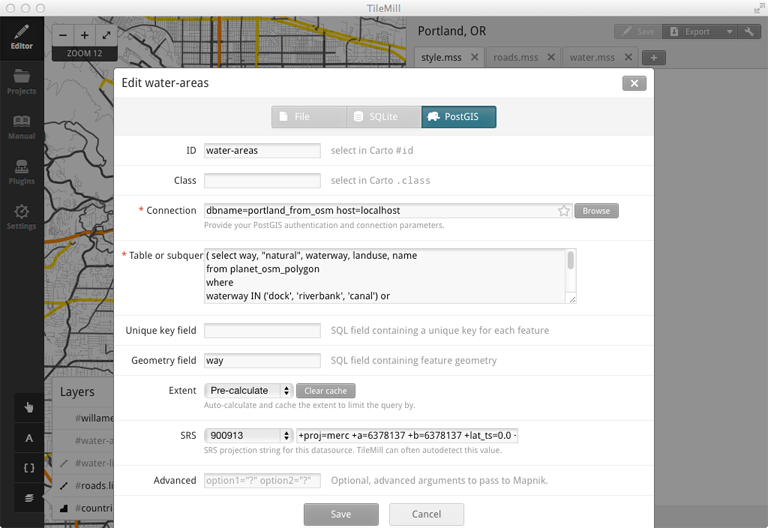 TileMill
Editor
Projects
Manual
Plugins
Settings
ZOOM 12
Portland, OR
Save
Export
style.mss
roads.mss
water.mss
Edit water-areas
File
SQLite
PostGIS
ID
water-areas
select in Carto #id
Class
select in Carto .class
* Connection
dbname=portland_from_osm host=localhost
Browse
Provide your PostGIS authentication and connection parameters.
* Table or subquer
( select way, "natural", waterway, landuse, name
from planet_osm_polygon
where
waterway IN ('dock', 'riverbank', 'canal') or
Unique key field
SQL field containing a unique key for each feature
Geometry field
way
SQL field containing feature geometry
Extent
Pre-calculate
Clear cache
Auto-calculate and cache the extent to limit the query by.
SRS
900913
+proj=merc +a=6378137 +b=6378137 +lat_ts=0.0 -
SRS projection string for this datasource. TileMill can often autodetect this value.
Advanced
option1="?" option2="?"
Optional, advanced arguments to pass to Mapnik.
Save
Cancel
Layers
#willame
#water-a
#water-li
#roads.li
#countri
A
{ }